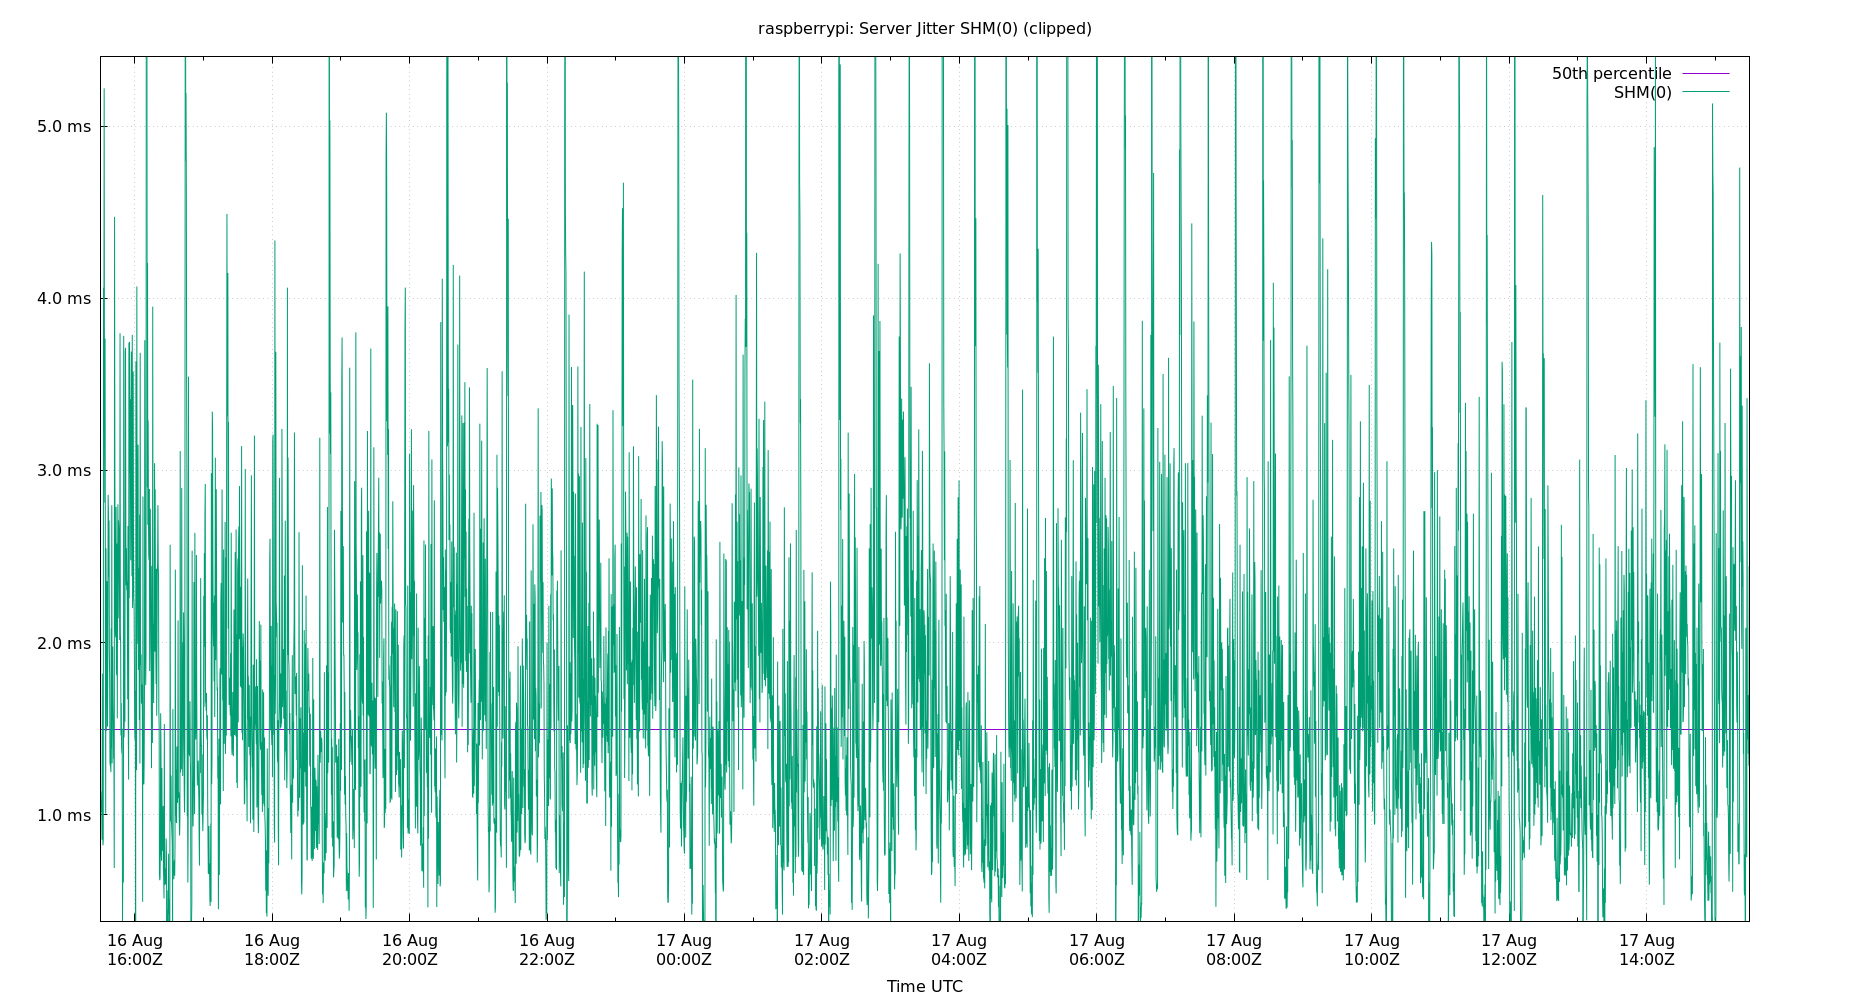 raspberrypi: Server Jitter SHM(0) (clipped)
50th percentile
SHM(0)
5.0 ms
4.0 ms
3.0 ms
2.0 ms
1.0 ms
16 Aug 16 Aug 16 Aug 16 Aug 17 Aug 17 Aug 17 Aug 17 Aug 17 Aug 17 Aug 17 Aug 17 Aug
16:00Z 18:00Z 20:00Z 22:00Z 00:00Z 02:00Z 04:00Z 06:00Z 08:00Z 10:00Z 12:00Z 14:00Z
Time UTC